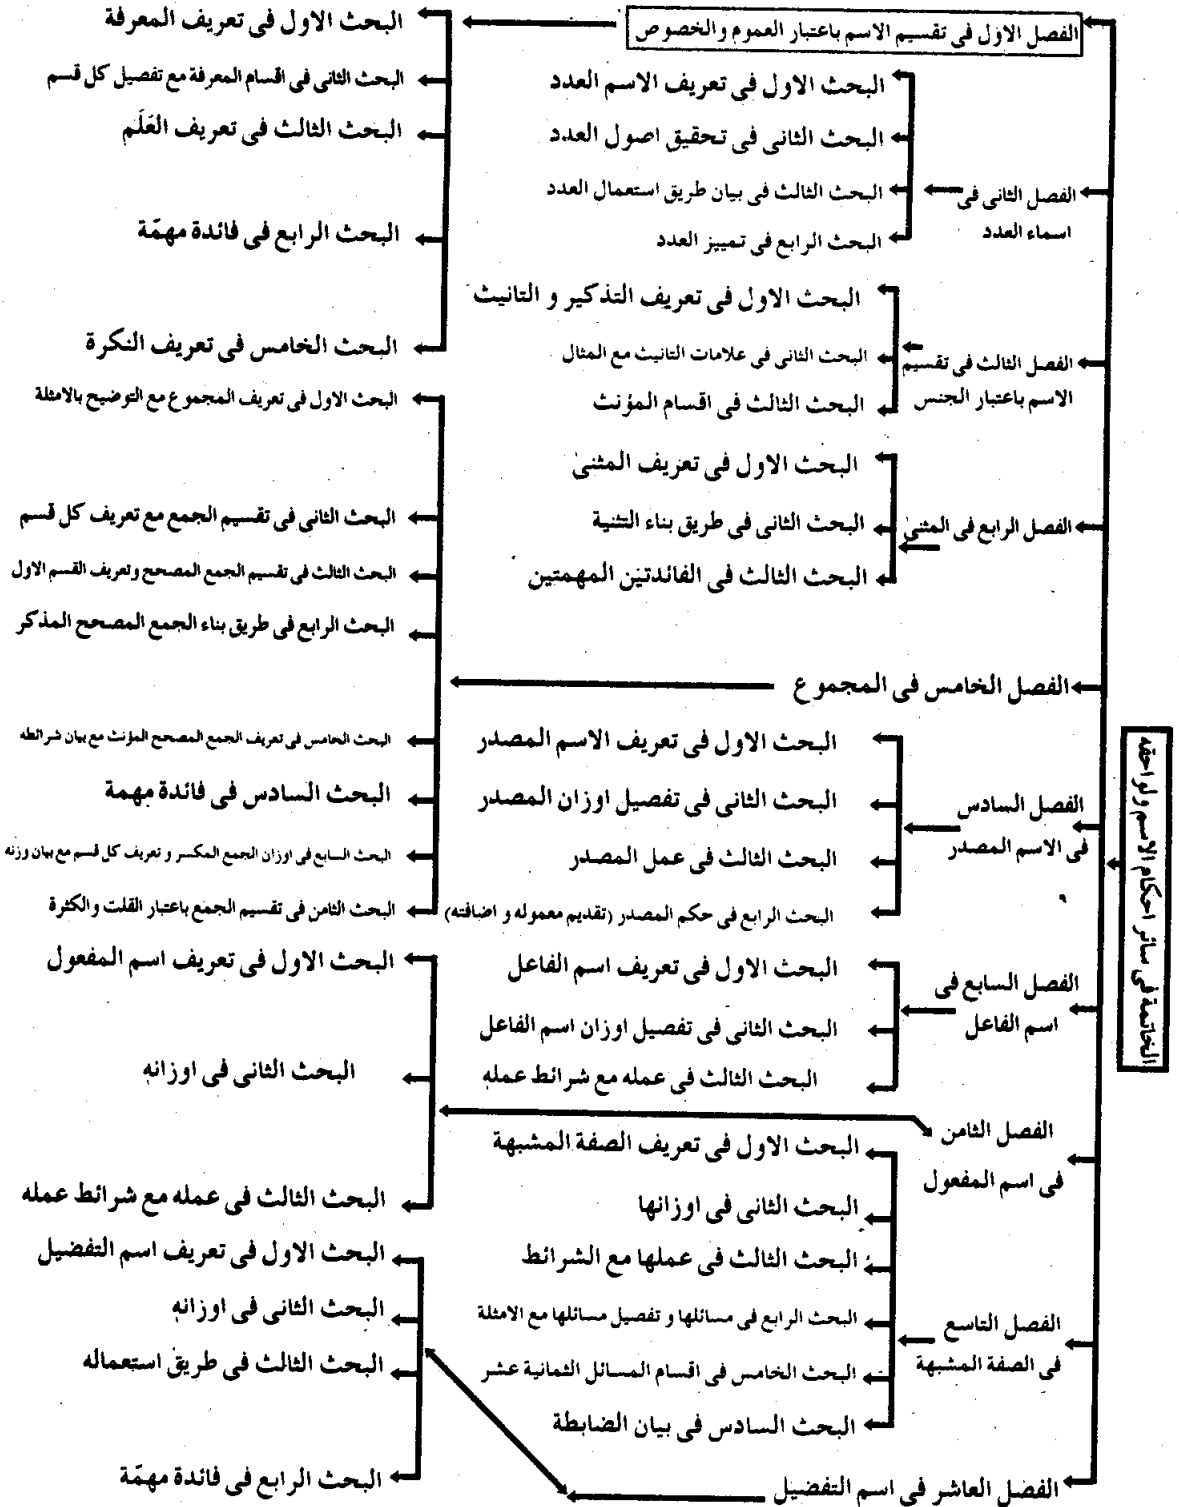 الخاتمة فى سائر احكام الاسم ولواحقه
الفصل الاوّل فى تقسيم الاسم باعتبار العموم والخصوص
البحث الاول فى تعريف المعرفة
البحث الثانى فى اقسام المعرفة مع تفصيل كل قسم
البحث الثالث فى تعريف العَلَم
البحث الرابع فى فائدة مهمّة
البحث الخامس فى تعريف النكرة
الفصل الثانى فى
اسماء العدد
البحث الاول فى تعريف الاسم العدد
البحث الثانى فى تحقيق اصول العدد
البحث الثالث فى بيان طريق استعمال العدد
البحث الرابع فى تمييز العدد
الفصل الثالث فى تقسيم
الاسم باعتبار الجنس
البحث الاول فى تعريف التذكير و التانيث
البحث الثانى فى علامات التانيث مع المثال
البحث الثالث فى اقسام المؤنث
الفصل الرابع فى المثنىٰ
البحث الاول فى تعريف المثنىٰ
البحث الثانى فى طريق بناء التثنية
البحث الثالث فى الفائدتين المهمتين
الفصل الخامس فى المجموع
البحث الاول فى تعريف المجموع مع التوضيح بالامثلة
البحث الثانى فى تقسيم الجمع مع تعريف كل قسم
البحث الثالث فى تقسيم الجمع المصحح وتعريف القسم الاول
البحث الرابع فى طريق بناء الجمع المصحح المذكر
البحث الخامس فى تعريف الجمع المصحح المؤنث مع بيان شرائطه
البحث السادس فى فائدة مهمة
البحث السابع فى اوزان الجمع المكسر و تعريف كل قسم مع بيان وزنه
البحث الثامن فى تقسيم الجمع باعتبار القلت والكثرة
الفصل السادس
فى الاسم المصدر
البحث الاول فى تعريف الاسم المصدر
البحث الثانى فى تفصيل اوزان المصدر
البحث الثالث فى عمل المصدر
البحث الرابع فى حكم المصدر (تقديم معموله و اضافته)
الفصل السابع فى
اسم الفاعل
البحث الاول فى تعريف اسم الفاعل
البحث الثانى فى تفصيل اوزان اسم الفاعل
البحث الثالث فى عمله مع شرائط عمله
الفصل الثامن
فى اسم المفعول
البحث الاول فى تعريف اسم المفعول
البحث الثانى فى اوزانه
البحث الثالث فى عمله مع شرائط عمله
الفصل التاسع
فى الصفة المشبهة
البحث الاول فى تعريف الصفة المشبهة
البحث الثانى فى اوزانها
البحث الثالث فى عملها مع الشرائط
البحث الرابع فى مسائلها و تفصيل مسائلها مع الامثلة
البحث الخامس فى اقسام المسائل الثمانية عشر
البحث السادس فى بيان الضابطة
الفصل العاشر فى اسم التفضيل
البحث الاول فى تعريف اسم التفضيل
البحث الثانى فى اوزانه
البحث الثالث فى طريق استعماله
البحث الرابع فى فائدة مهمّة